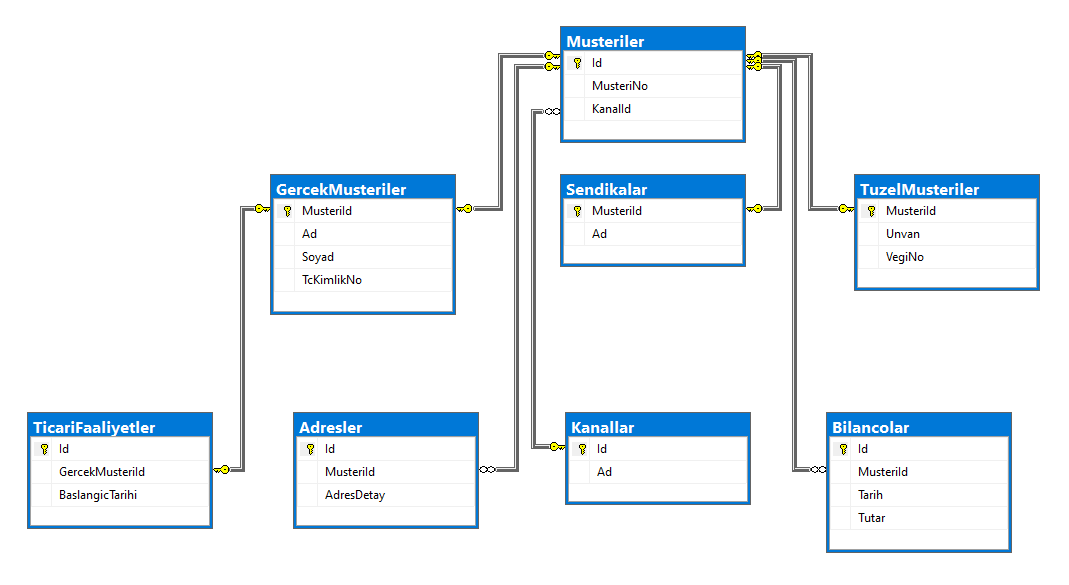 Musteriler
Id
MusteriNo
KanalId
GercekMusteriler
MusteriId
Ad
Soyad
TcKimlikNo
Sendikalar
MusteriId
Ad
TuzelMusteriler
MusteriId
Unvan
VegiNo
TicariFaaliyetler
Id
GercekMusteriId
BaslangicTarihi
Adresler
Id
MusteriId
AdresDetay
Kanallar
Id
Ad
Bilancolar
Id
MusteriId
Tarih
Tutar